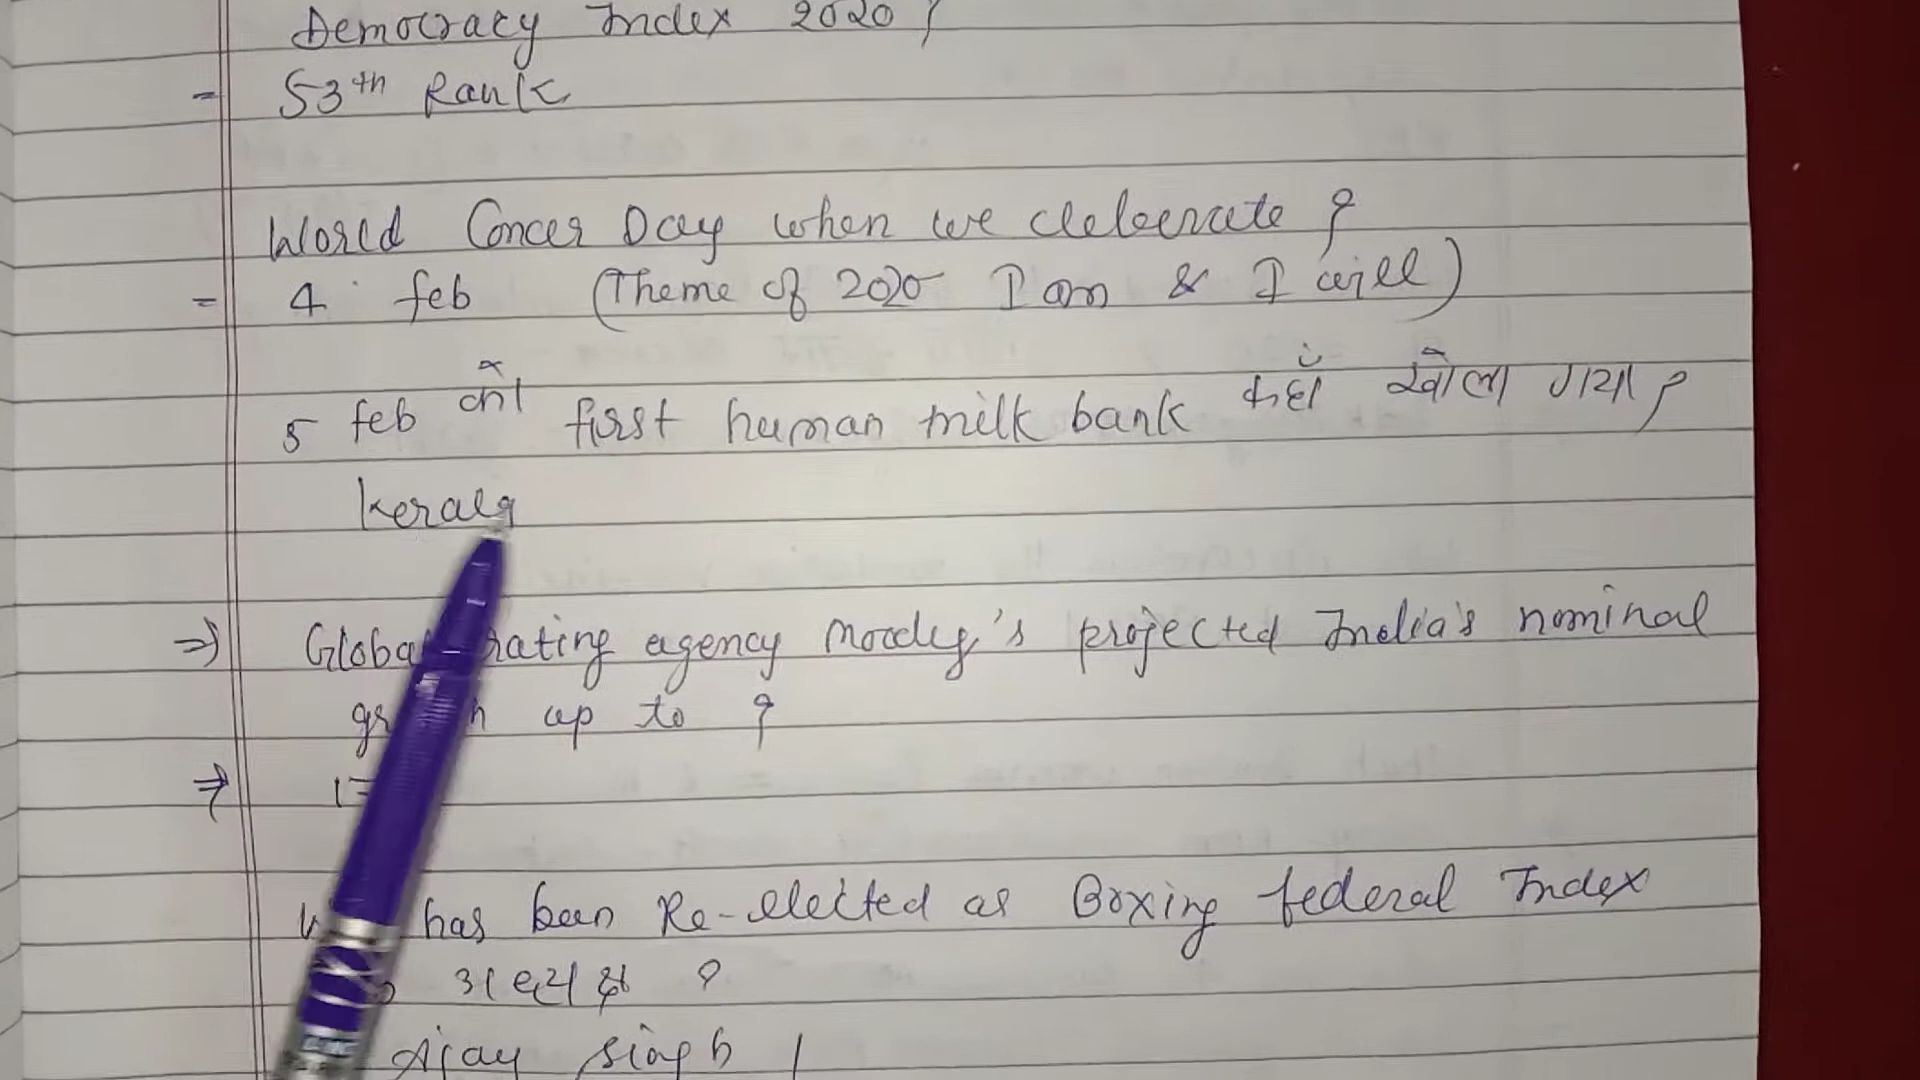 Democracy Index 2020?
- 53th Rank
World Cancer Day when we clebrate ?
- 4 feb (Theme of 2020 I am & I will)
5 feb को first human milk bank कहाँ खोला गया ?
Kerala
⇒ Global rating agency Moody's projected India's nominal
up to ?
⇒ 17
has been Re-elected as Boxing federal Index
अध्यक्ष ?
Ajay singh